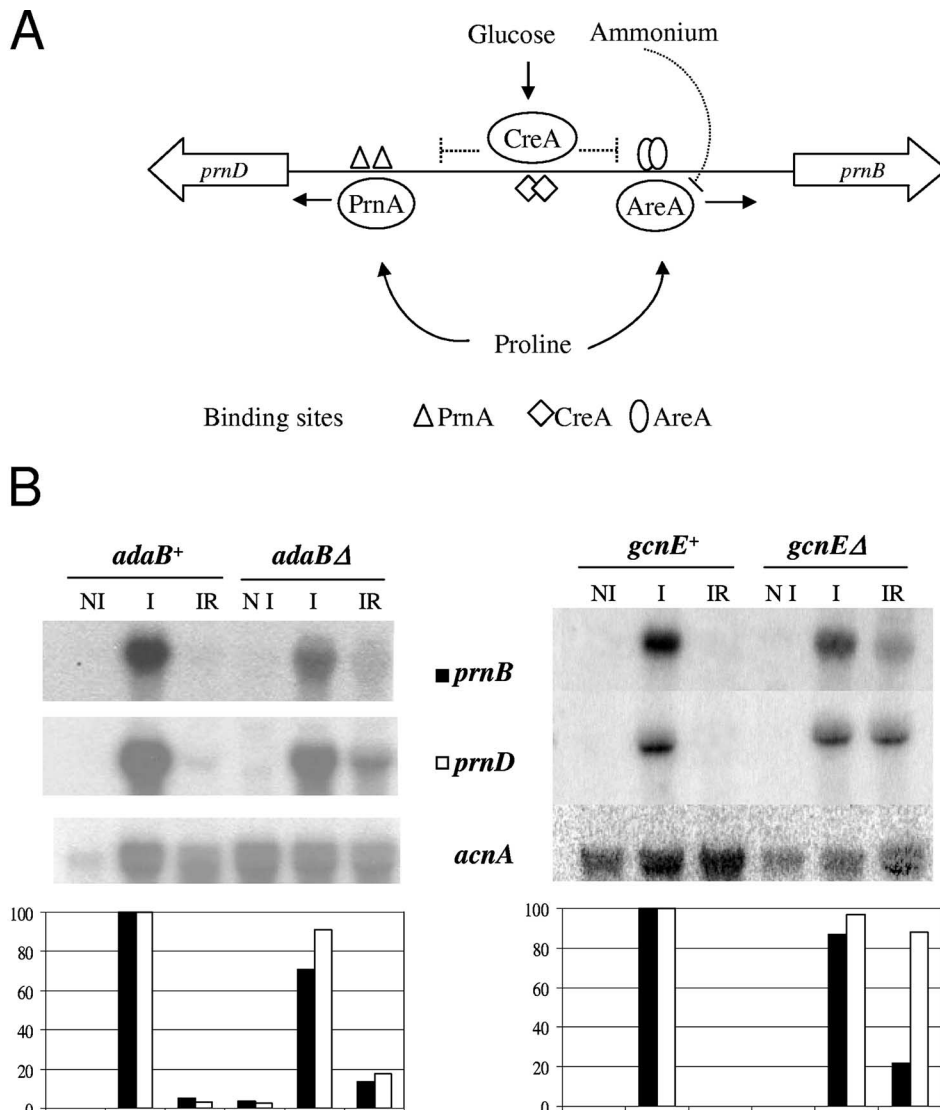 A
Glucose Ammonium
CreA
prnD prnB
PrnA AreA
Proline
Binding sites PrnA CreA AreA
B
adaB+ adaBΔ
NI I IR N I I IR
gcnE+ gcnEΔ
NI I IR N I I IR
prnB
prnD
acnA
100
80
60
40
20
0
100
80
60
40
20
0